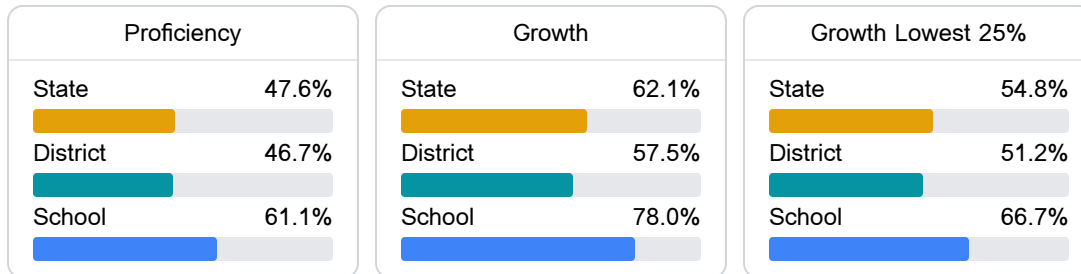 Proficiency
State 47.6%
District 46.7%
School 61.1%
Growth
State 62.1%
District 57.5%
School 78.0%
Growth Lowest 25%
State 54.8%
District 51.2%
School 66.7%